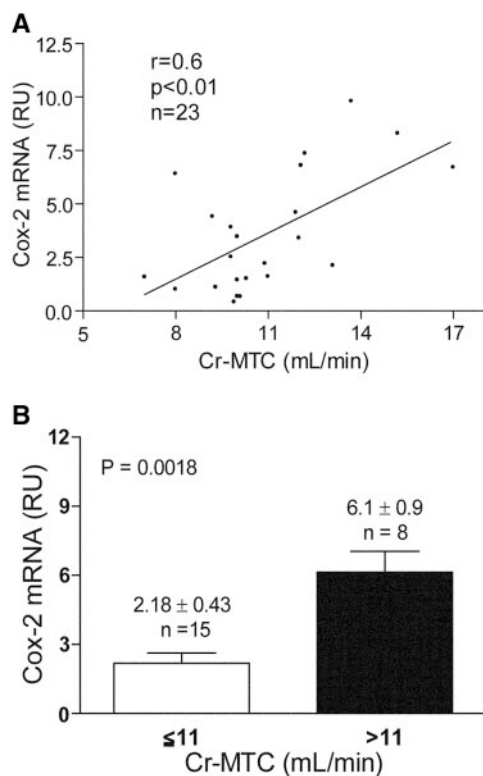 A
Cox-2 mRNA (RU)
12.5
10.0
7.5
5.0
2.5
0.0
r=0.6
p<0.01
n=23
5 8 11 14 17
Cr-MTC (mL/min)
B
Cox-2 mRNA (RU)
12
9
6
3
0
P = 0.0018
6.1 ± 0.9
n = 8
2.18 ± 0.43
n =15
≦11 >11
Cr-MTC (mL/min)